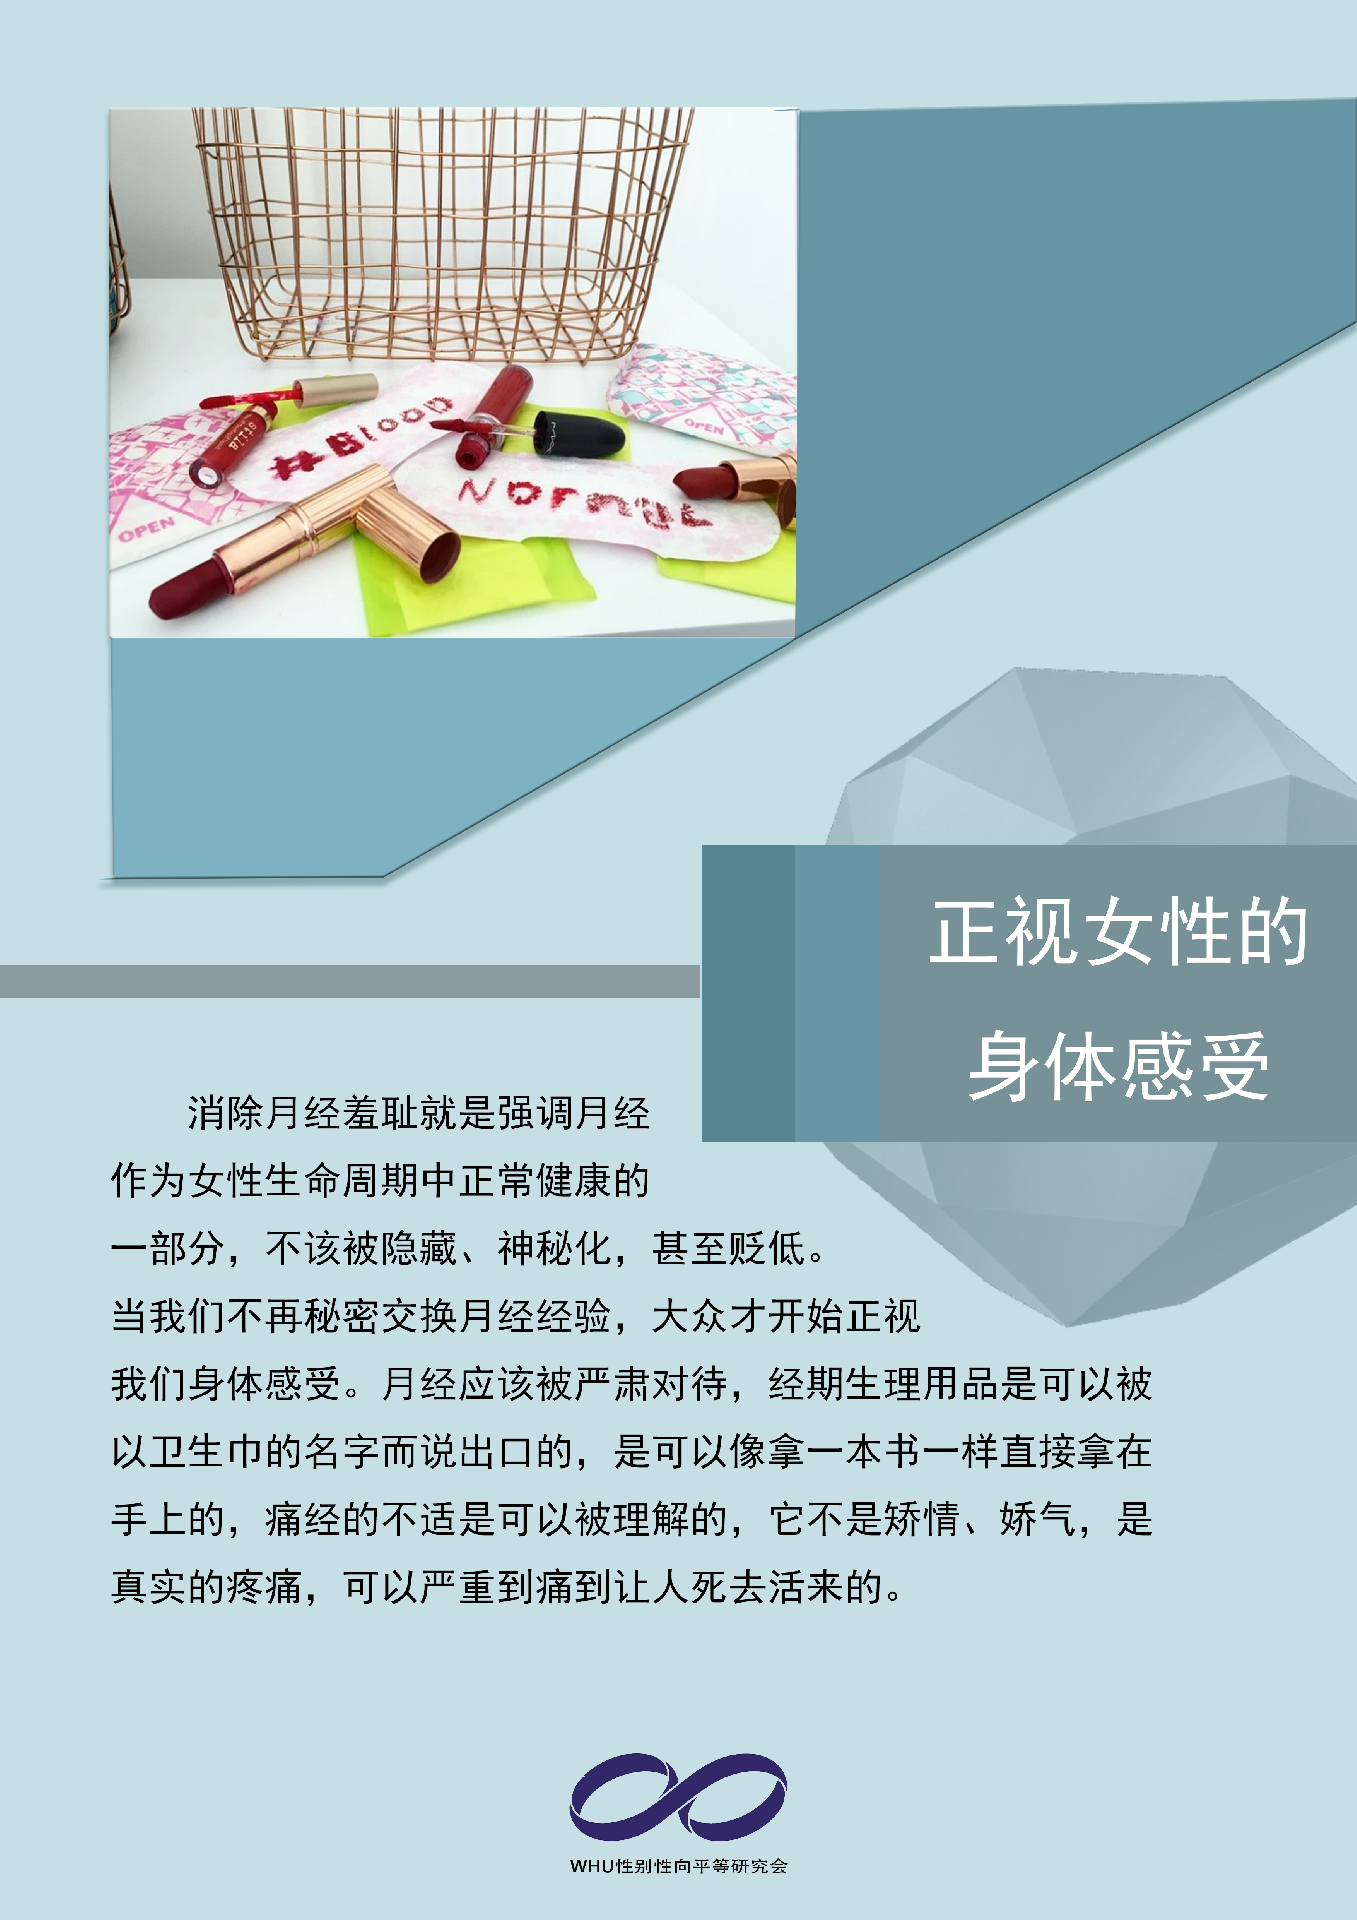 BITS
#Blood
OPEN
Normal
OPEN
正视女性的
身体感受
消除月经羞耻就是强调月经
作为女性生命周期中正常健康的
一部分，不该被隐藏、神秘化，甚至贬低。
当我们不再秘密交换月经经验，大众才开始正视
我们身体感受。月经应该被严肃对待，经期生理用品是可以被
以卫生巾的名字而说出口的，是可以像拿一本书一样直接拿在
手上的，痛经的不适是可以被理解的，它不是矫情、娇气，是
真实的疼痛，可以严重到痛到让人死去活来的。
WHU性别性向平等研究会